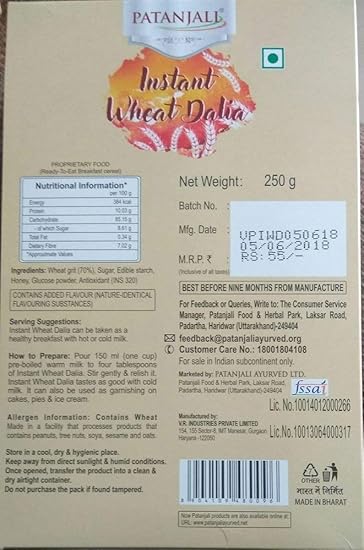 PATANJALI®
Instant
Wheat Dalia
PROPRIETARY FOOD
(Ready-To-Eat Breakfast cereal)
Nutritional Information*
per 100 g
Energy 384 kcal
Protein 10.03 g
Carbohydrate 85.15 g
- of which Sugar 8.61 g
Total Fat 0.34 g
Dietary Fibre 7.02 g
*Approximate Values
Net Weight: 250 g
Batch No. : VPIWD050618
Mfg. Date : 05/06/2018
M.R.P. ₹ : RS:55/-
(Inclusive of all taxes)
Ingredients: Wheat grit (70%), Sugar, Edible starch,
Honey, Glucose powder, Antioxidant (INS 320)
CONTAINS ADDED FLAVOUR (NATURE-IDENTICAL
FLAVOURING SUBSTANCES)
Serving Suggestions:
Instant Wheat Dalia can be taken as a
healthy breakfast with hot or cold milk.
How to Prepare: Pour 150 ml (one cup)
pre-boiled warm milk to four tablespoons
of Instant Wheat Dalia. Stir gently & relish it.
Instant Wheat Dalia tastes as good with cold
milk. It can also be used as garnishing on
cakes, pies & ice cream.
Allergen Information: Contains Wheat
Made in a facility that processes products that
contains peanuts, tree nuts, soya, sesame and oats.
Store in a cool, dry & hygienic place.
Keep away from direct sunlight & humid conditions.
Once opened, transfer the product into a clean &
dry airtight container.
Do not purchase the pack if found tampered.
BEST BEFORE NINE MONTHS FROM MANUFACTURE
For Feedback or Queries, Write to: The Consumer Service
Manager, Patanjali Food & Herbal Park, Laksar Road,
Padartha, Haridwar (Uttarakhand)-249404
feedback@patanjaliayurved.org
Customer Care No.: 18001804108
For sale in Indian subcontinent only.
Marketed by: PATANJALI AYURVED LTD.
Patanjali Food & Herbal Park, Laksar Road,
Padartha, Haridwar (Uttarakhand)-249404
fssai
Lic. No.10014012000266
Manufactured by:
V.R. INDUSTRIES PRIVATE LIMITED
154, 155 Sector-8, IMT Manesar, Gurgaon
Haryana -122050
Lic. No.10013064000317
8 904109 480096
7
OTHER
भारत में निर्मित
MADE IN BHARAT
Now Patanjali products are also available online at:
URL: www.patanjaliayurved.net